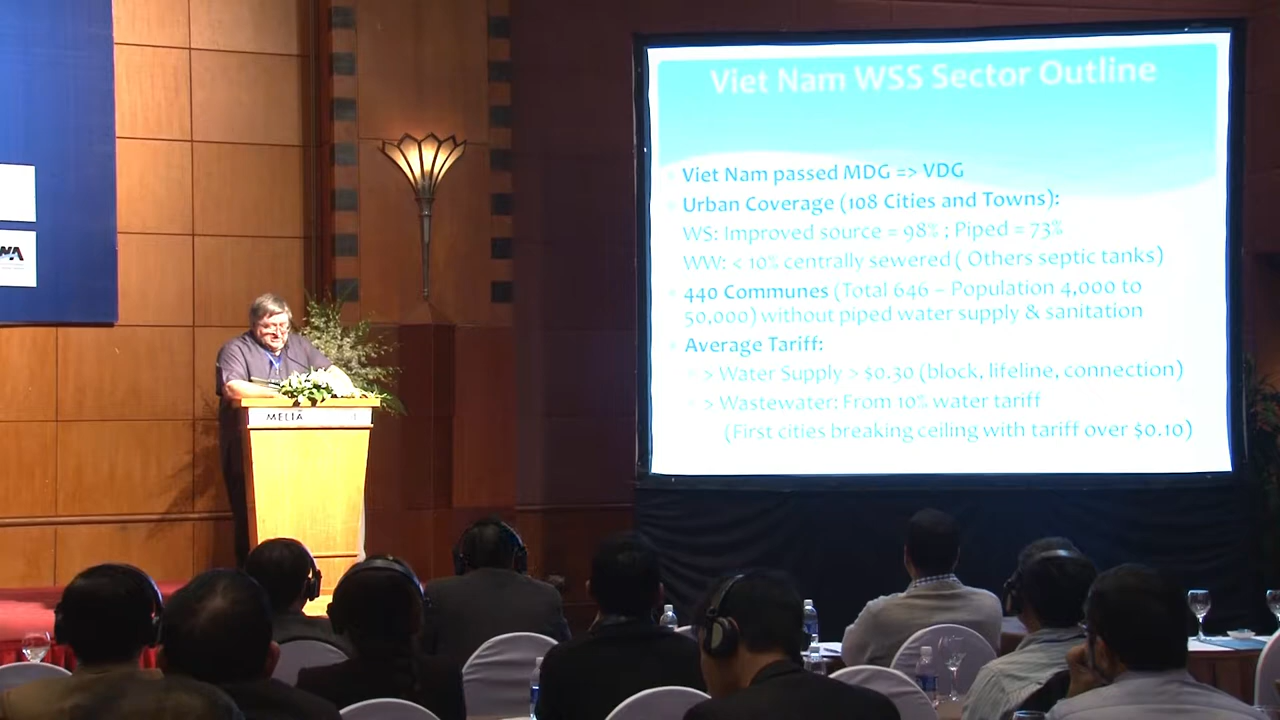 Viet Nam WSS Sector Outline
Viet Nam passed MDG => VDG
Urban Coverage (108 Cities and Towns):
WS: Improved source = 98% ; Piped = 73%
WW: < 10% centrally sewered ( Others septic tanks)
440 Communes (Total 646 – Population 4,000 to
50,000) without piped water supply & sanitation
Average Tariff:
> Water Supply > $0.30 (block, lifeline, connection)
> Wastewater: From 10% water tariff
(First cities breaking ceiling with tariff over $0.10)
MELIÃ